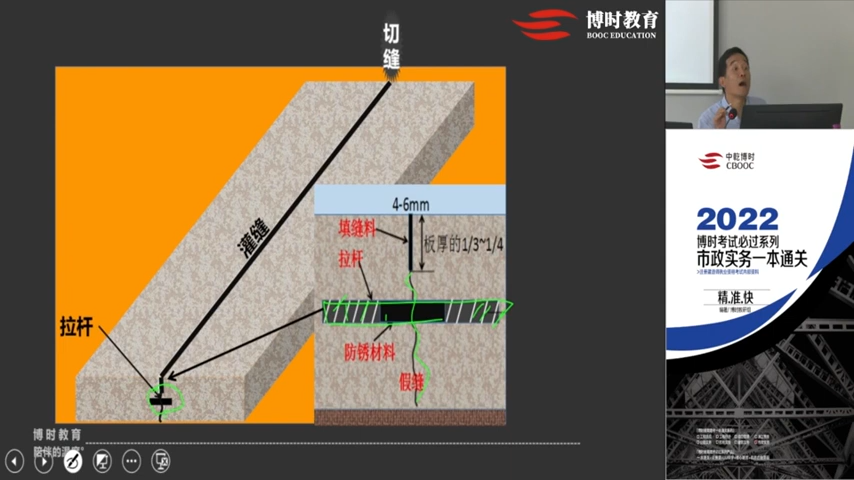 切
缝
博时教育
BOOC EDUCATION
灌缝
拉杆
4-6mm
填缝料
板厚的1/3~1/4
拉杆
防锈材料
假缝
博时教育
中乾博时
CBOOC
2022
博时考试必过系列
市政实务一本通关
精,准,快